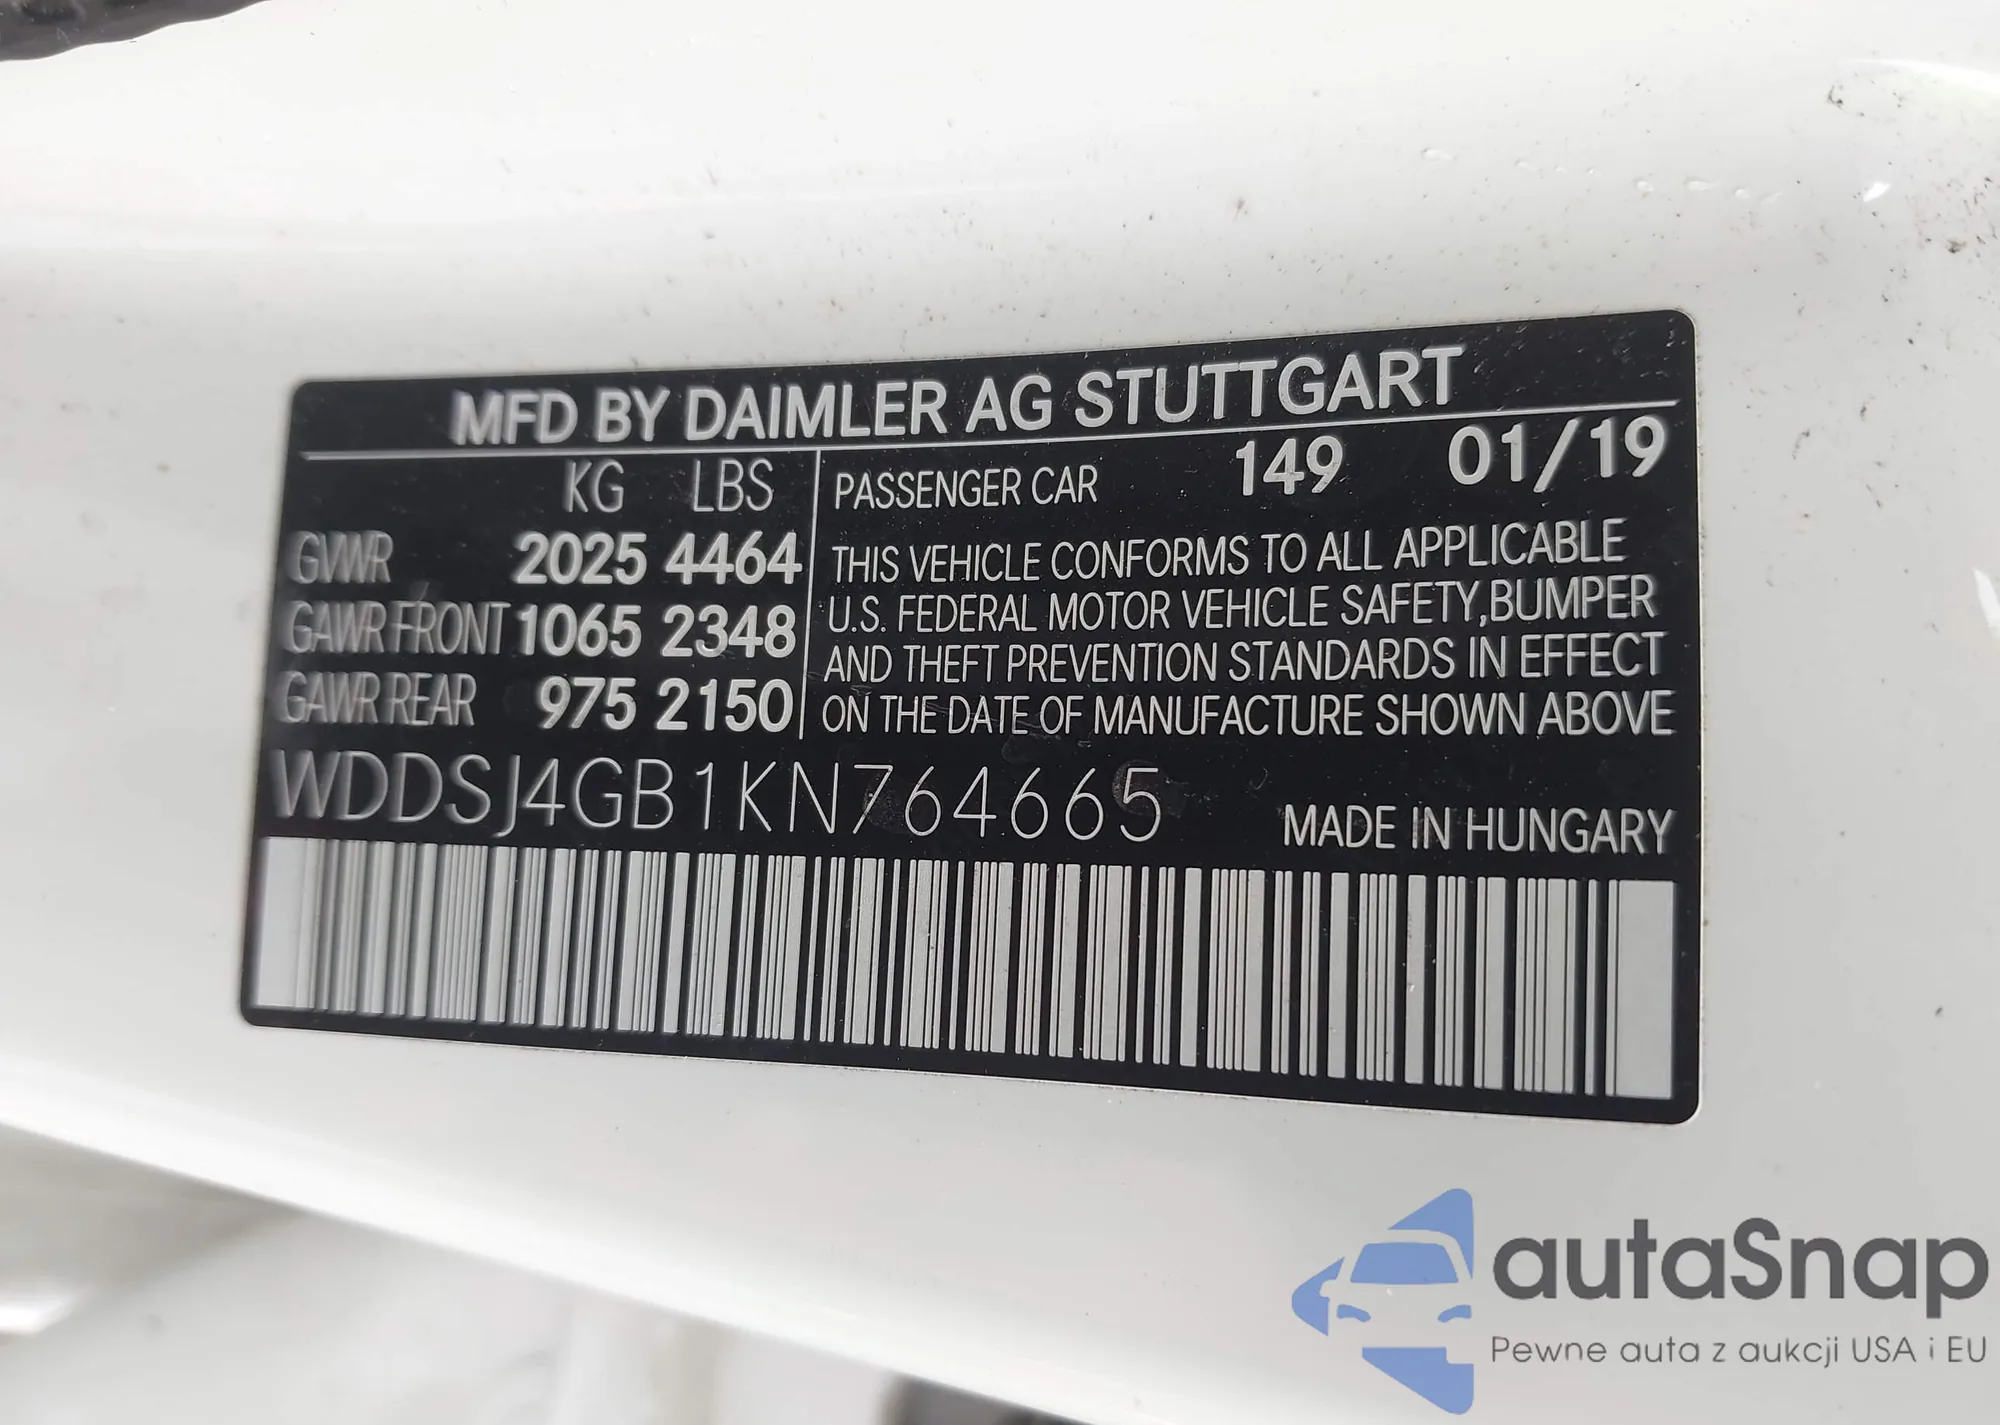 MFD BY DAIMLER AG STUTTGART
KG LBS
GVWR 2025 4464
GAWR FRONT 1065 2348
GAWR REAR 975 2150
PASSENGER CAR 149 01/19
THIS VEHICLE CONFORMS TO ALL APPLICABLE
U.S. FEDERAL MOTOR VEHICLE SAFETY,BUMPER
AND THEFT PREVENTION STANDARDS IN EFFECT
ON THE DATE OF MANUFACTURE SHOWN ABOVE
WDDSJ4GB1KN764665
MADE IN HUNGARY
autaSnap
Pewne auta z aukcji USA i EU